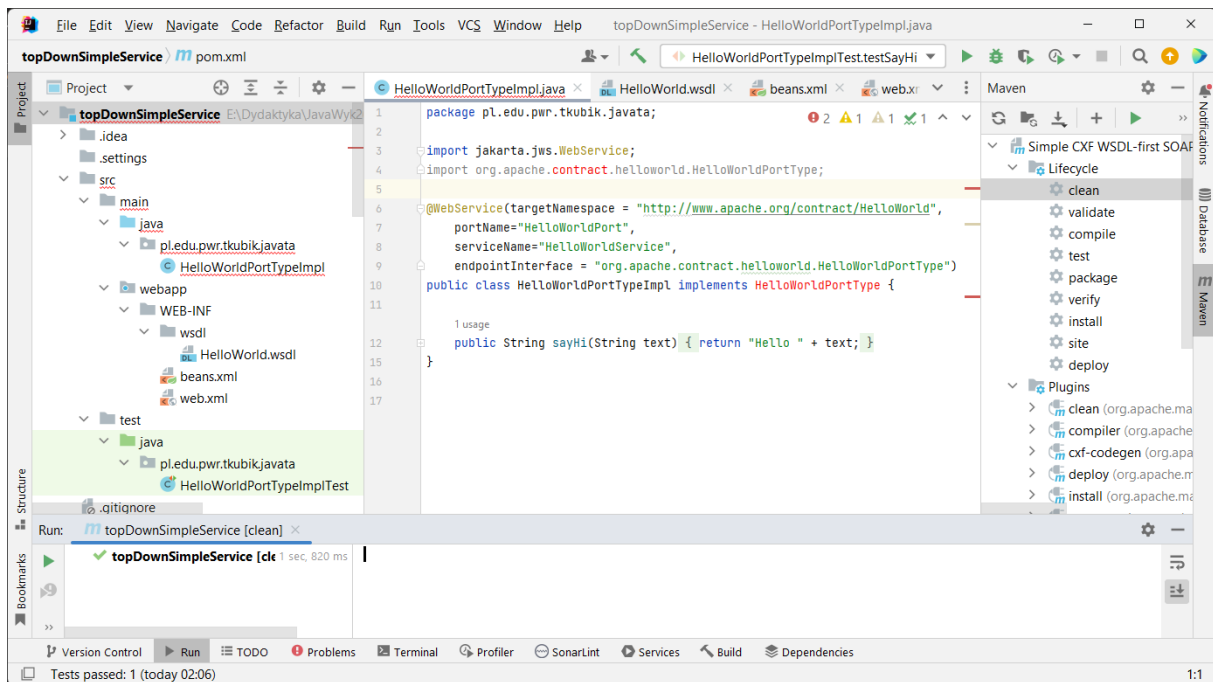 File Edit View Navigate Code Refactor Build Run Tools VCS Window Help topDownSimpleService - HelloWorldPortTypeImpl.java
topDownSimpleService m pom.xml HelloWorldPortTypeImplTest.testSayHi
Project
Project
topDownSimpleService E:\Dydaktyka\JavaWyk2
.idea
.settings
src
main
java
pl.edu.pwr.tkubik.javata
HelloWorldPortTypeImpl
webapp
WEB-INF
wsdl
HelloWorld.wsdl
beans.xml
web.xml
test
java
pl.edu.pwr.tkubik.javata
HelloWorldPortTypeImplTest
.gitignore
Structure
Bookmarks
HelloWorldPortTypeImpl.java HelloWorld.wsdl beans.xml web.xr
2 1 1 1
1 package pl.edu.pwr.tkubik.javata;
2
3 import jakarta.jws.WebService;
4 import org.apache.contract.helloworld.HelloWorldPortType;
5
6 @WebService(targetNamespace = "http://www.apache.org/contract/HelloWorld",
7 portName="HelloWorldPort",
8 serviceName="HelloWorldService",
9 endpointInterface = "org.apache.contract.helloworld.HelloWorldPortType")
10 public class HelloWorldPortTypeImpl implements HelloWorldPortType {
11
1 usage
12 public String sayHi(String text) { return "Hello " + text; }
15 }
16
17
Maven
Simple CXF WSDL-first SOAP
Lifecycle
clean
validate
compile
test
package
verify
install
site
deploy
Plugins
clean (org.apache.ma
compiler (org.apache
cxf-codegen (org.apa
deploy (org.apache.m
install (org.apache.ma
Notifications
Database
m Maven
Run: m topDownSimpleService [clean]
topDownSimpleService [cle 1 sec, 820 ms
Version Control Run TODO Problems Terminal Profiler SonarLint Services Build Dependencies
Tests passed: 1 (today 02:06) 1:1